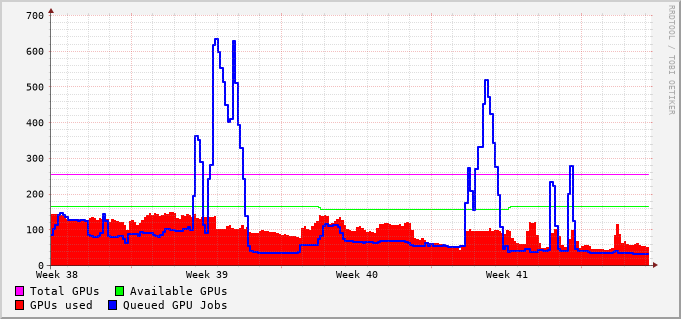 700
600
500
400
300
200
100
0
Week 38 Week 39 Week 40 Week 41
Total GPUs Available GPUs
GPUs used Queued GPU Jobs
RRDTOOL / TOBI OETIKER